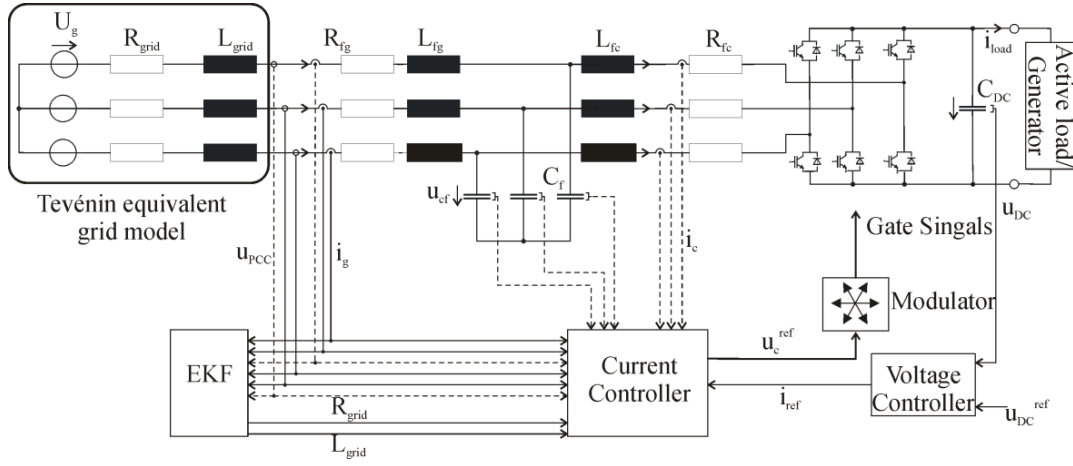 U_g
R_grid
L_grid
R_fg
L_fg
L_fc
R_fc
i_load
C_DC
Active load/
Generator
Tevénin equivalent
grid model
u_cf
C_f
u_DC
u_PCC
i_g
i_c
Gate Singals
Modulator
EKF
Current
Controller
u_c^ref
Voltage
Controller
i_ref
u_DC^ref
R_grid
L_grid